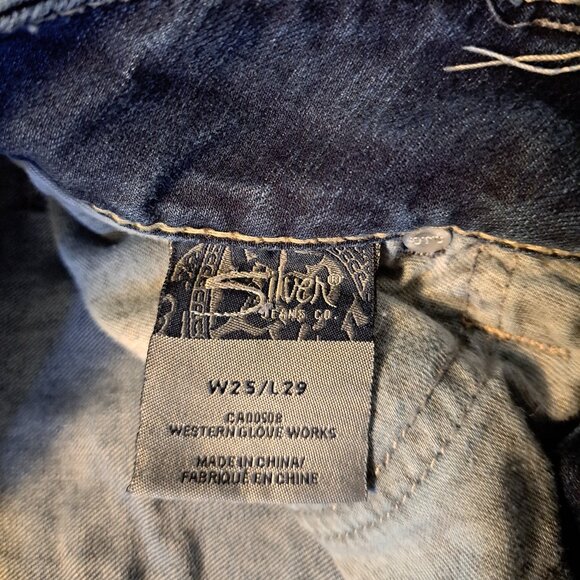 Silver®
JEANS CO.
W25/L29
CA00508
WESTERN GLOVE WORKS
MADE IN CHINA/
FABRIQUÉ EN CHINE